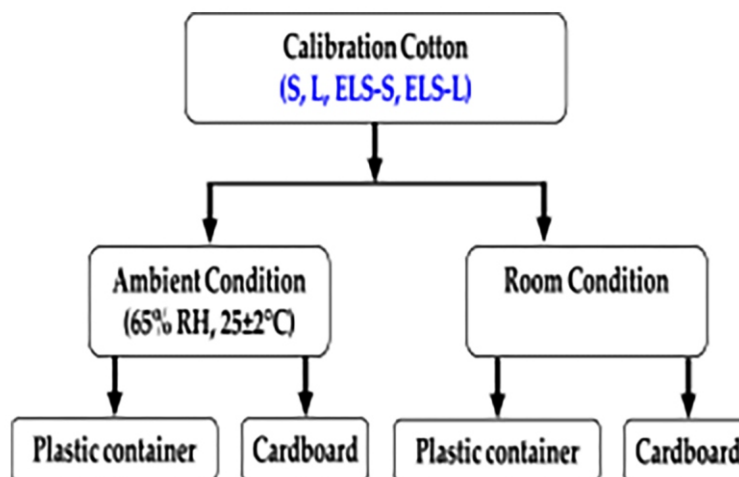 Calibration Cotton
(S, L, ELS-S, ELS-L)
Ambient Condition
(65% RH, 25±2°C)
Room Condition
Plastic container
Cardboard
Plastic container
Cardboard